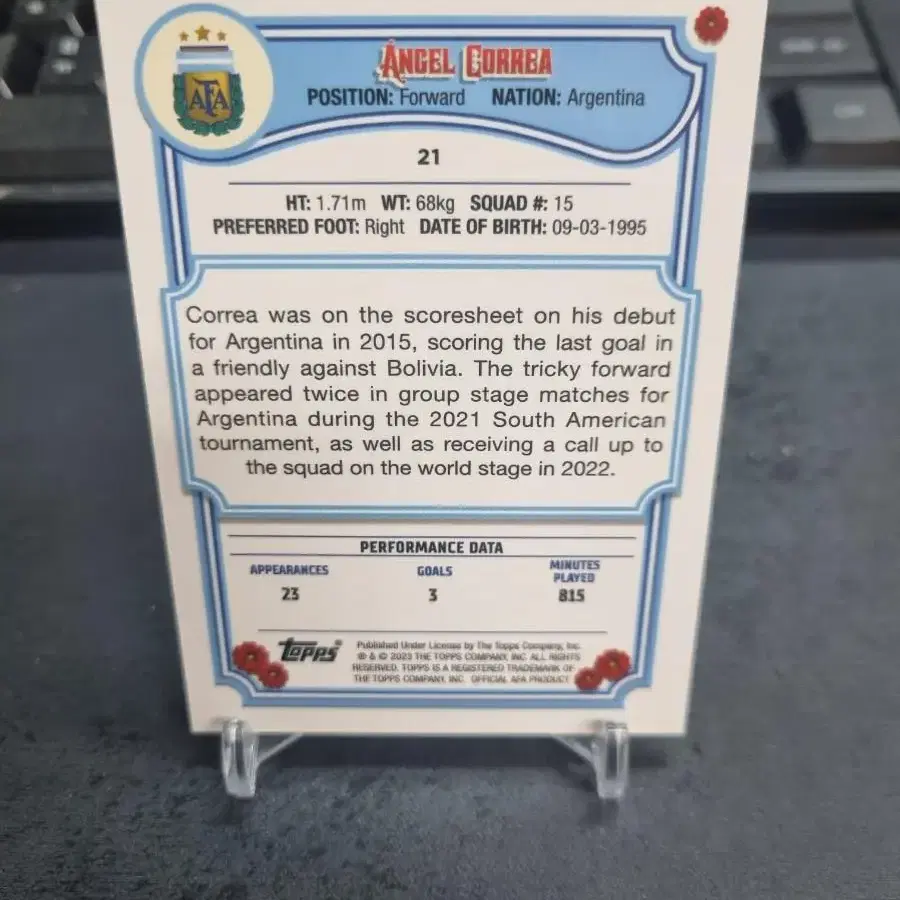 AFA
ÁNGEL CORREA
POSITION: Forward NATION: Argentina
21
HT: 1.71m WT: 68kg SQUAD #: 15
PREFERRED FOOT: Right DATE OF BIRTH: 09-03-1995
Correa was on the scoresheet on his debut
for Argentina in 2015, scoring the last goal in
a friendly against Bolivia. The tricky forward
appeared twice in group stage matches for
Argentina during the 2021 South American
tournament, as well as receiving a call up to
the squad on the world stage in 2022.
PERFORMANCE DATA
APPEARANCES GOALS MINUTES PLAYED
23 3 815
Topps
Published Under License by The Topps Company, Inc.
® & © 2023 THE TOPPS COMPANY, INC. ALL RIGHTS
RESERVED. TOPPS IS A REGISTERED TRADEMARK OF
THE TOPPS COMPANY, INC. OFFICIAL AFA PRODUCT